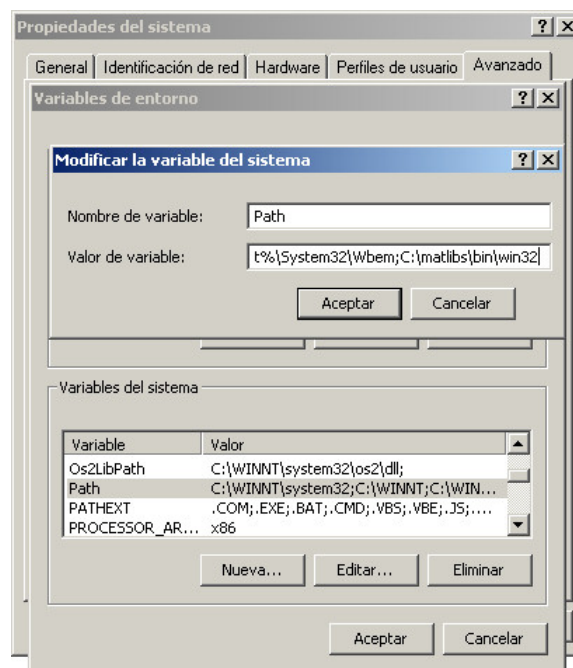 Propiedades del sistema
General Identificación de red Hardware Perfiles de usuario Avanzado
Variables de entorno
Modificar la variable del sistema
Nombre de variable: Path
Valor de variable: t%\System32\Wbem;C:\matlibs\bin\win32
Aceptar Cancelar
Variables del sistema
Variable Valor
Os2LibPath C:\WINNT\system32\os2\dll;
Path C:\WINNT\system32;C:\WINNT;C:\WIN...
PATHEXT .COM;.EXE;.BAT;.CMD;.VBS;.VBE;.JS;....
PROCESSOR_AR... x86
Nueva... Editar... Eliminar
Aceptar Cancelar